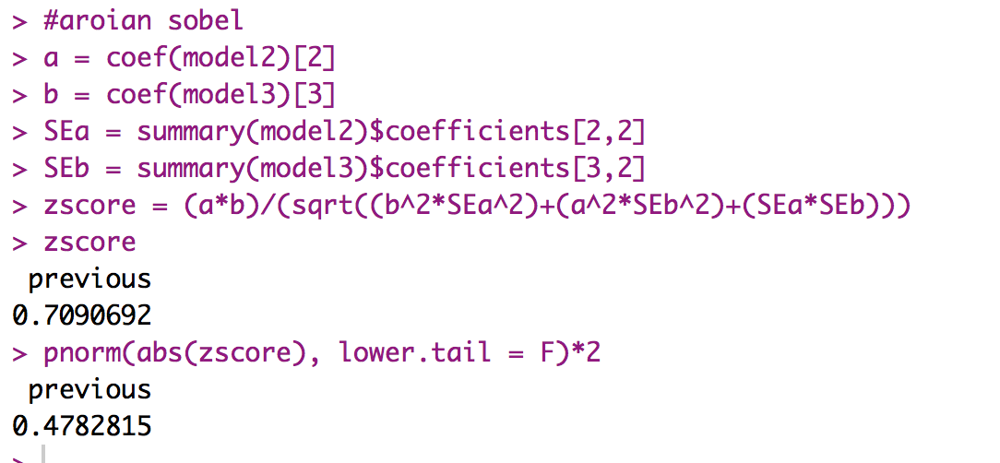 > #aroian sobel
> a = coef(model2)[2]
> b = coef(model3)[3]
> SEa = summary(model2)$coefficients[2,2]
> SEb = summary(model3)$coefficients[3,2]
> zscore = (a*b)/(sqrt((b^2*SEa^2)+(a^2*SEb^2)+(SEa*SEb)))
> zscore
previous
0.7090692
> pnorm(abs(zscore), lower.tail = F)*2
previous
0.4782815
>